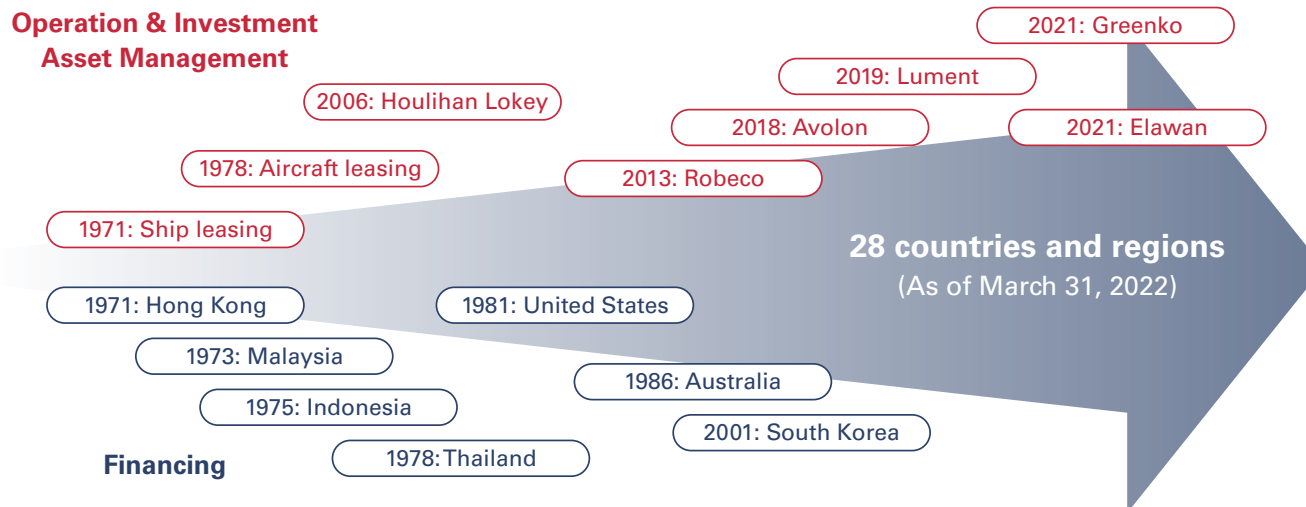 Operation & Investment
Asset Management
2021: Greenko
2019: Lument
2006: Houlihan Lokey
2018: Avolon
2021: Elawan
1978: Aircraft leasing
2013: Robeco
1971: Ship leasing
28 countries and regions
(As of March 31, 2022)
1971: Hong Kong
1981: United States
1973: Malaysia
1986: Australia
1975: Indonesia
2001: South Korea
1978: Thailand
Financing